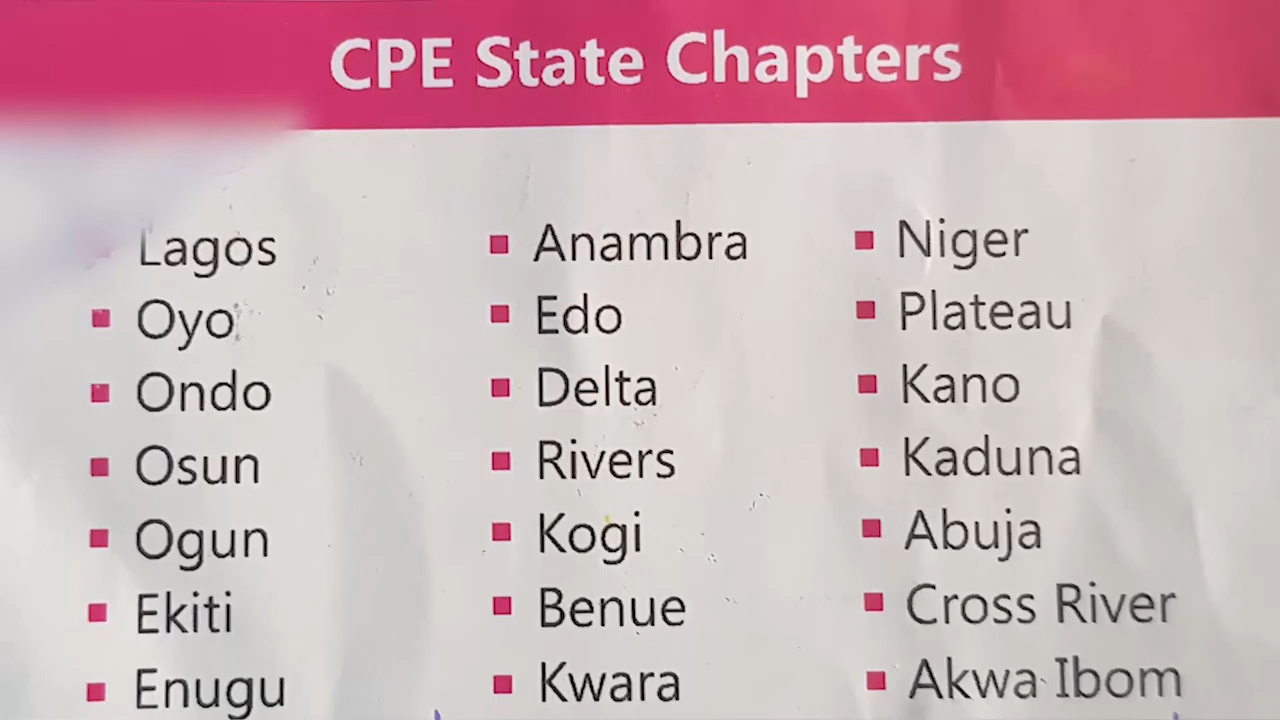 CPE State Chapters
Lagos
Oyo
Ondo
Osun
Ogun
Ekiti
Enugu
Anambra
Edo
Delta
Rivers
Kogi
Benue
Kwara
Niger
Plateau
Kano
Kaduna
Abuja
Cross River
Akwa Ibom